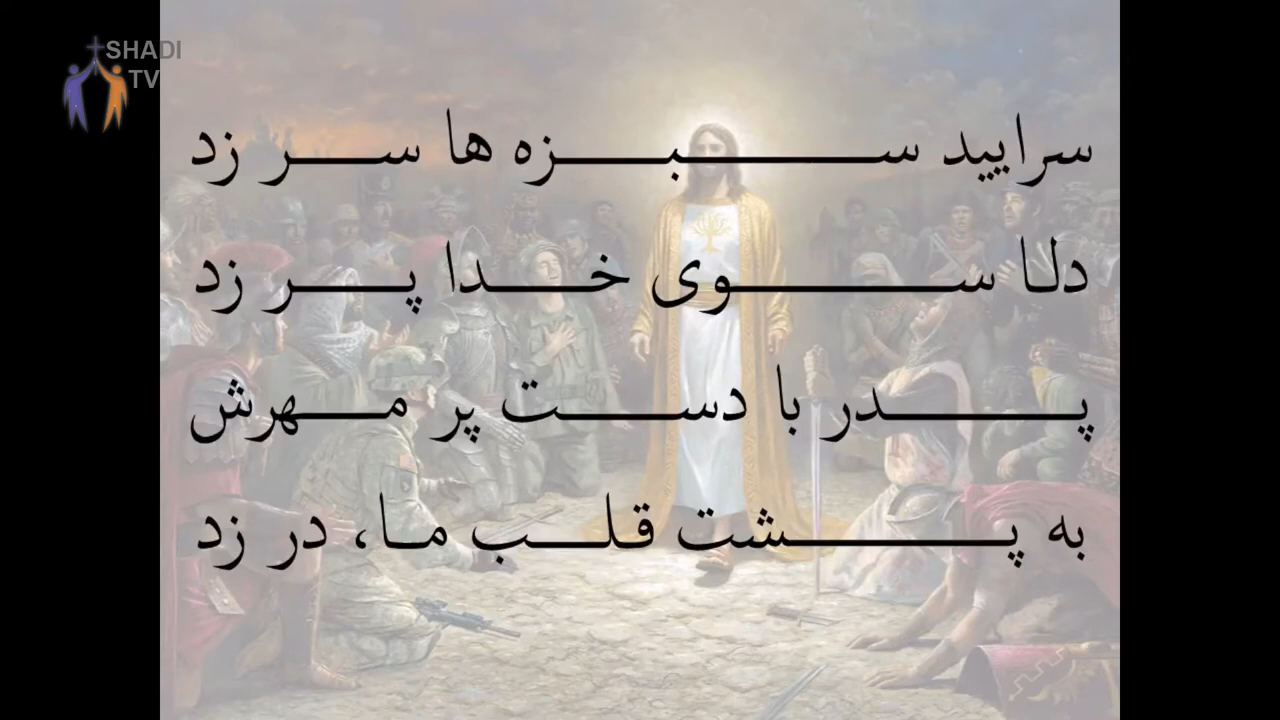 SHADI
TV
سرایید سبزه ها سر زد
دلا سوی خدا پر زد
پدر با دست پر مهرش
به پشت قلب ما، در زد